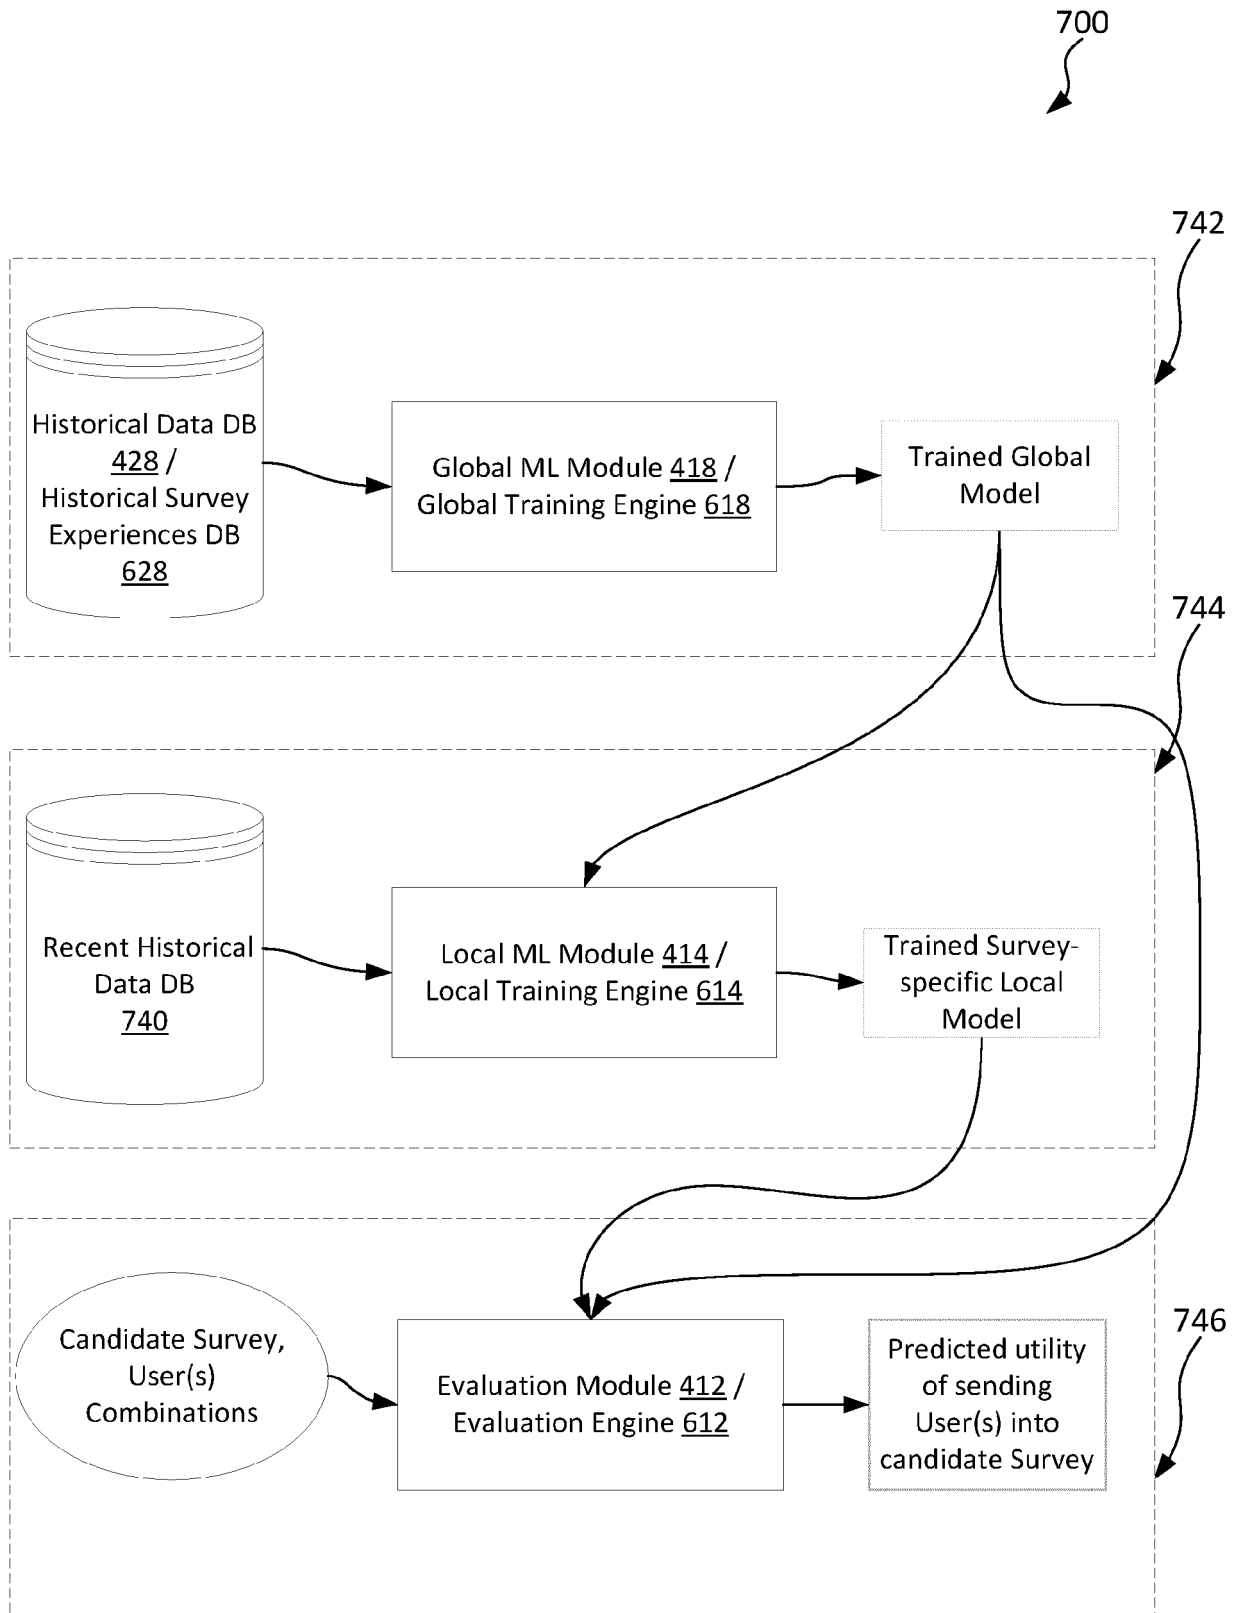 700
742
Historical Data DB
428 /
Historical Survey
Experiences DB
628
Global ML Module 418 /
Global Training Engine 618
Trained Global
Model
744
Recent Historical
Data DB
740
Local ML Module 414 /
Local Training Engine 614
Trained Survey-
specific Local
Model
746
Candidate Survey,
User(s)
Combinations
Evaluation Module 412 /
Evaluation Engine 612
Predicted utility
of sending
User(s) into
candidate Survey